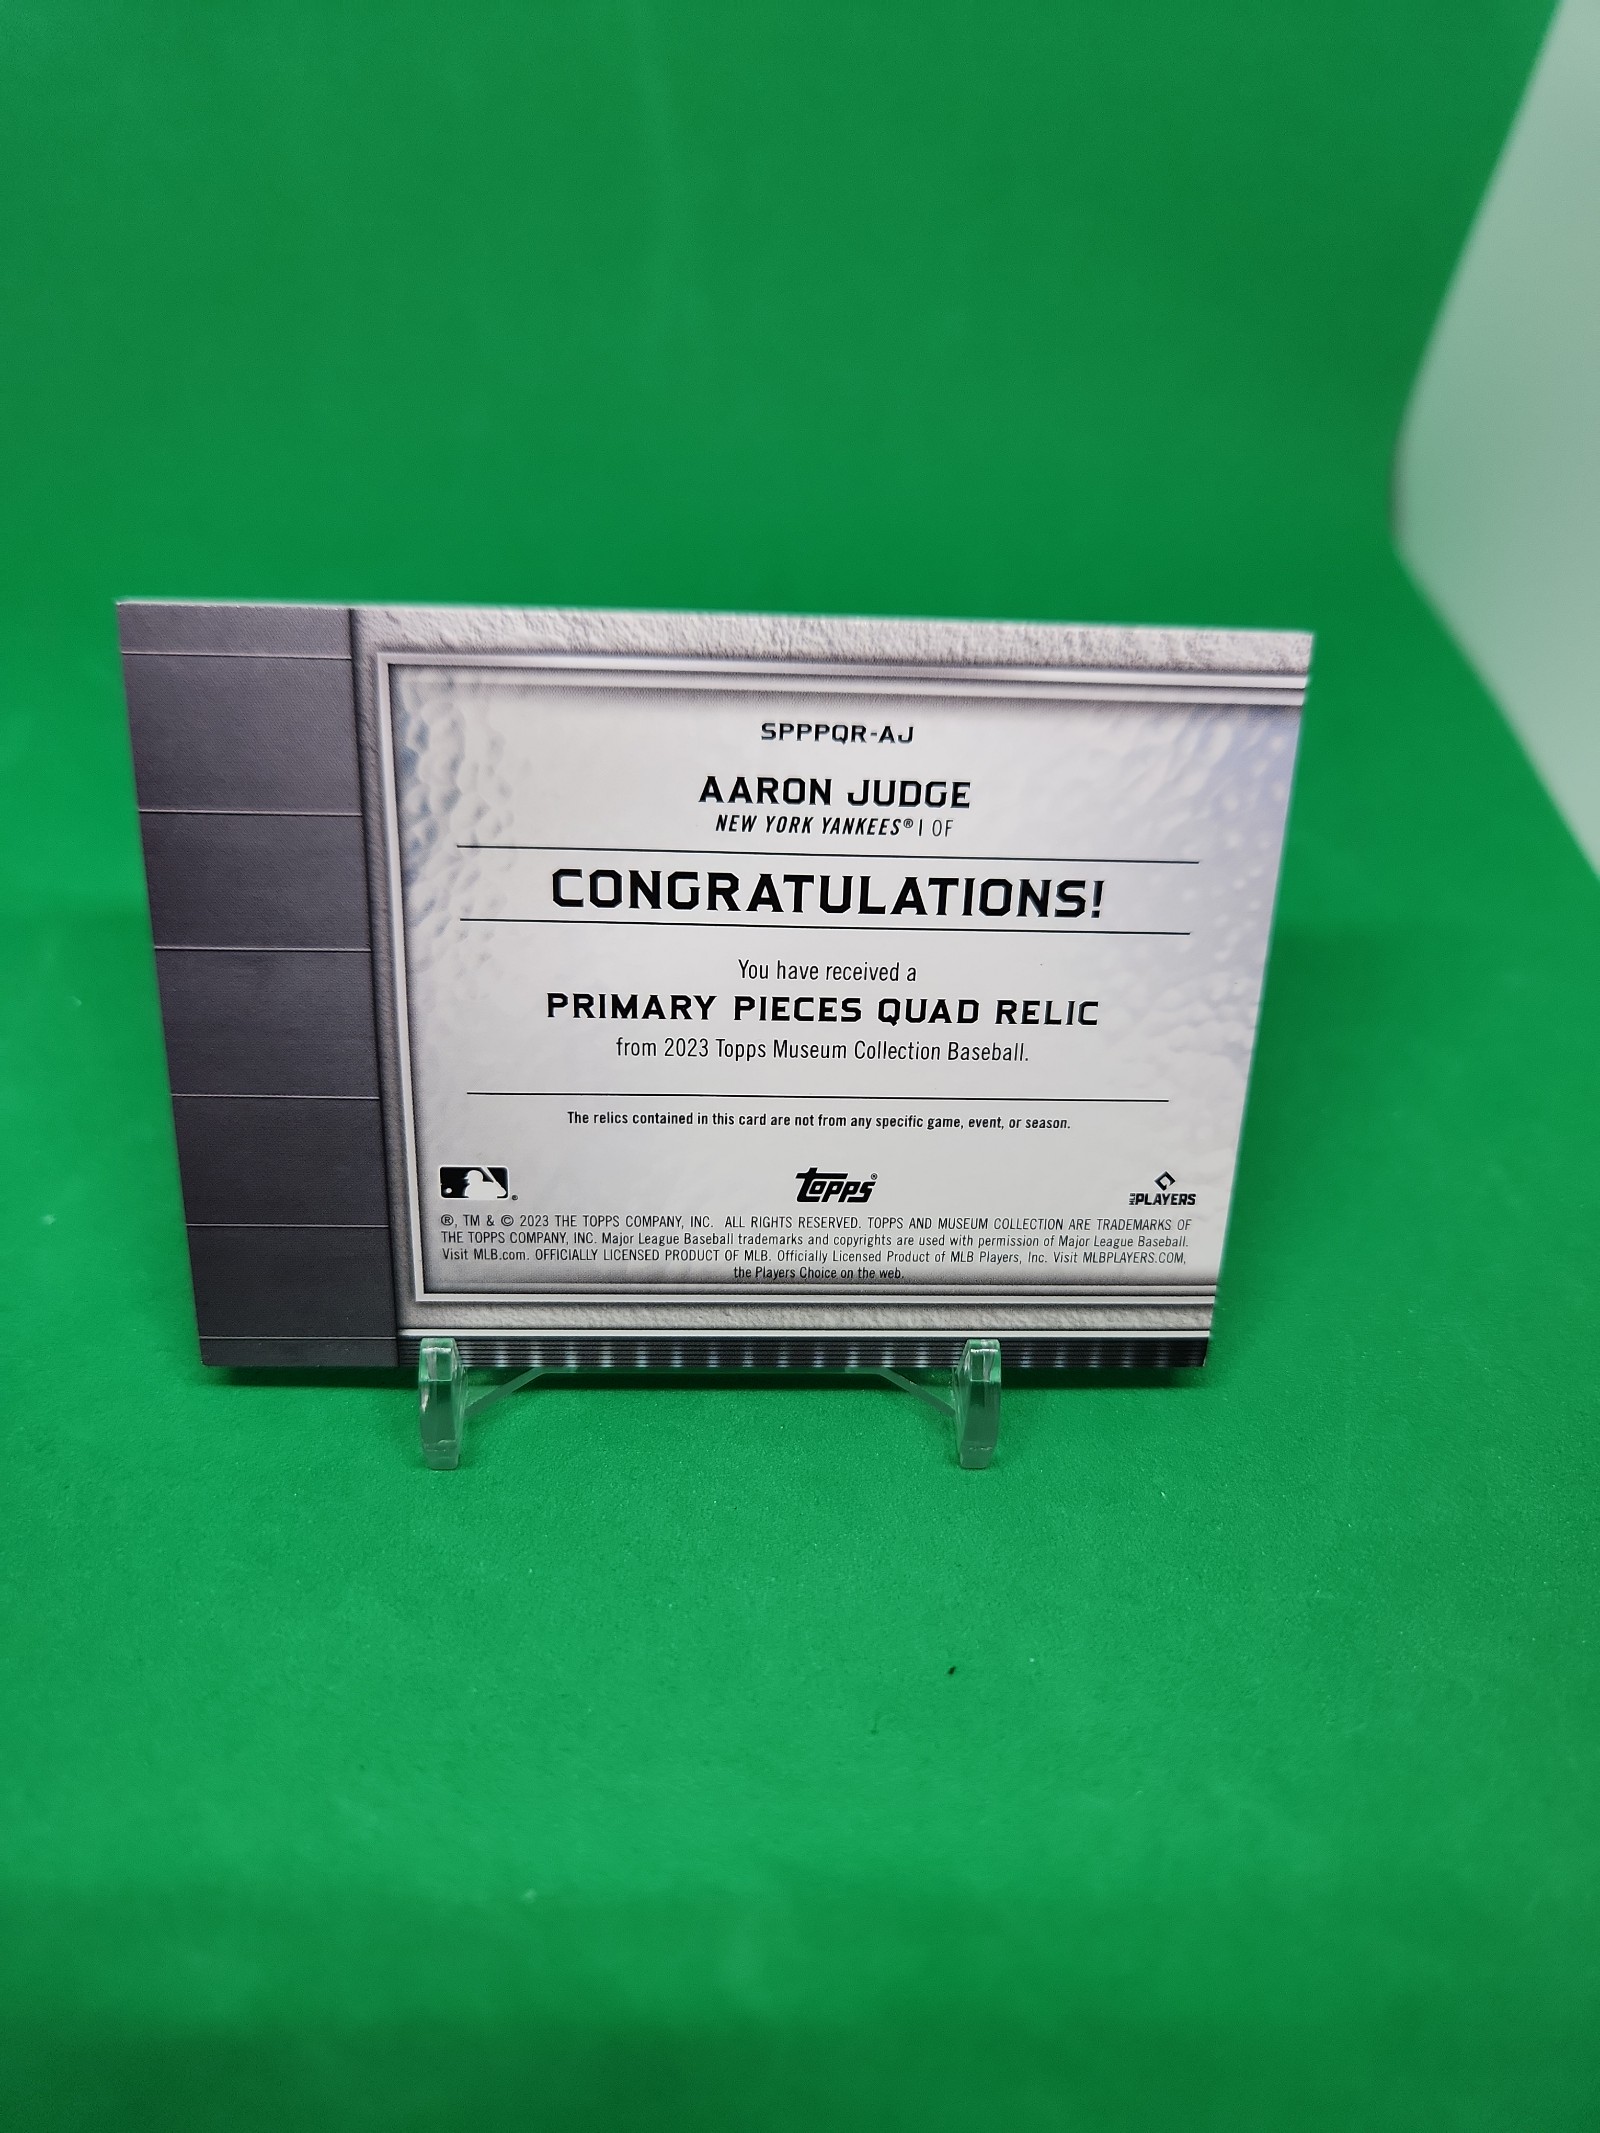 SPPPQR-AJ
AARON JUDGE
NEW YORK YANKEES® | OF
CONGRATULATIONS!
You have received a
PRIMARY PIECES QUAD RELIC
from 2023 Topps Museum Collection Baseball.
The relics contained in this card are not from any specific game, event, or season.
topps® MLB PLAYERS
®, TM & © 2023 THE TOPPS COMPANY, INC. ALL RIGHTS RESERVED. TOPPS AND MUSEUM COLLECTION ARE TRADEMARKS OF
THE TOPPS COMPANY, INC. Major League Baseball trademarks and copyrights are used with permission of Major League Baseball.
Visit MLB.com. OFFICIALLY LICENSED PRODUCT OF MLB. Officially Licensed Product of MLB Players, Inc. Visit MLBPLAYERS.COM,
the Players Choice on the web.